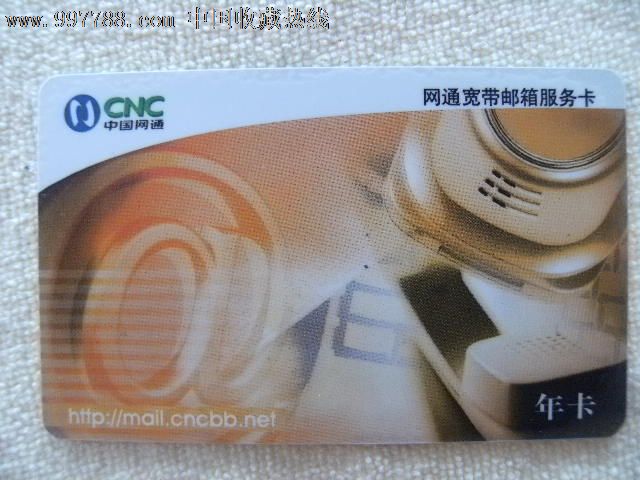 www.997788.com 中国收藏热线
CNC
中国网通
网通宽带邮箱服务卡
http://mail.cncbb.net
年卡